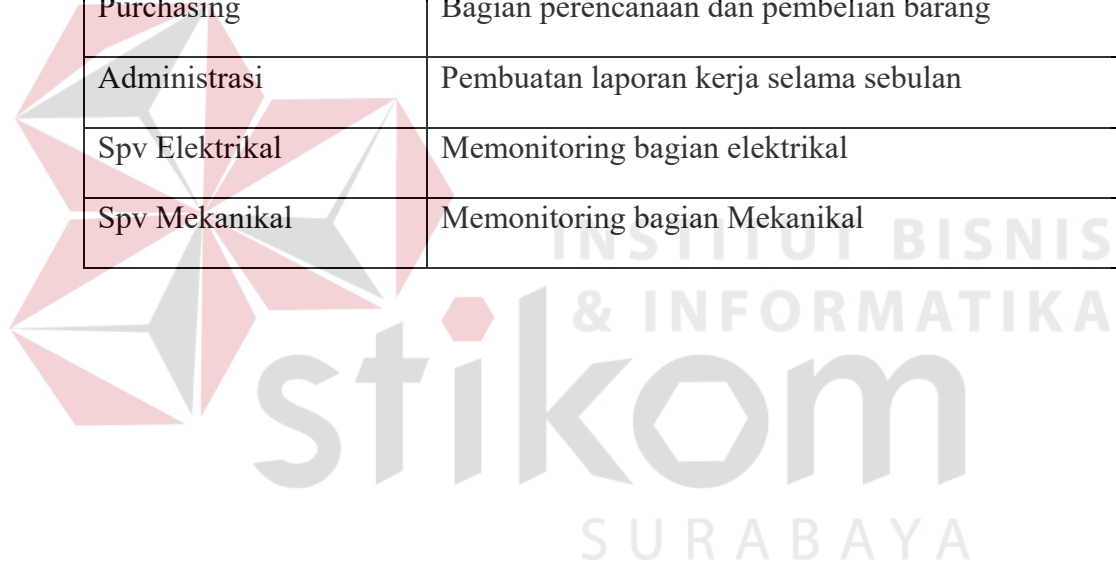 Purchasing Bagian perencanaan dan pembelian barang
Administrasi Pembuatan laporan kerja selama sebulan
Spv Elektrikal Memonitoring bagian elektrikal
Spv Mekanikal Memonitoring bagian Mekanikal
INSTITUT BISNIS
& INFORMATIKA
stikom
SURABAYA